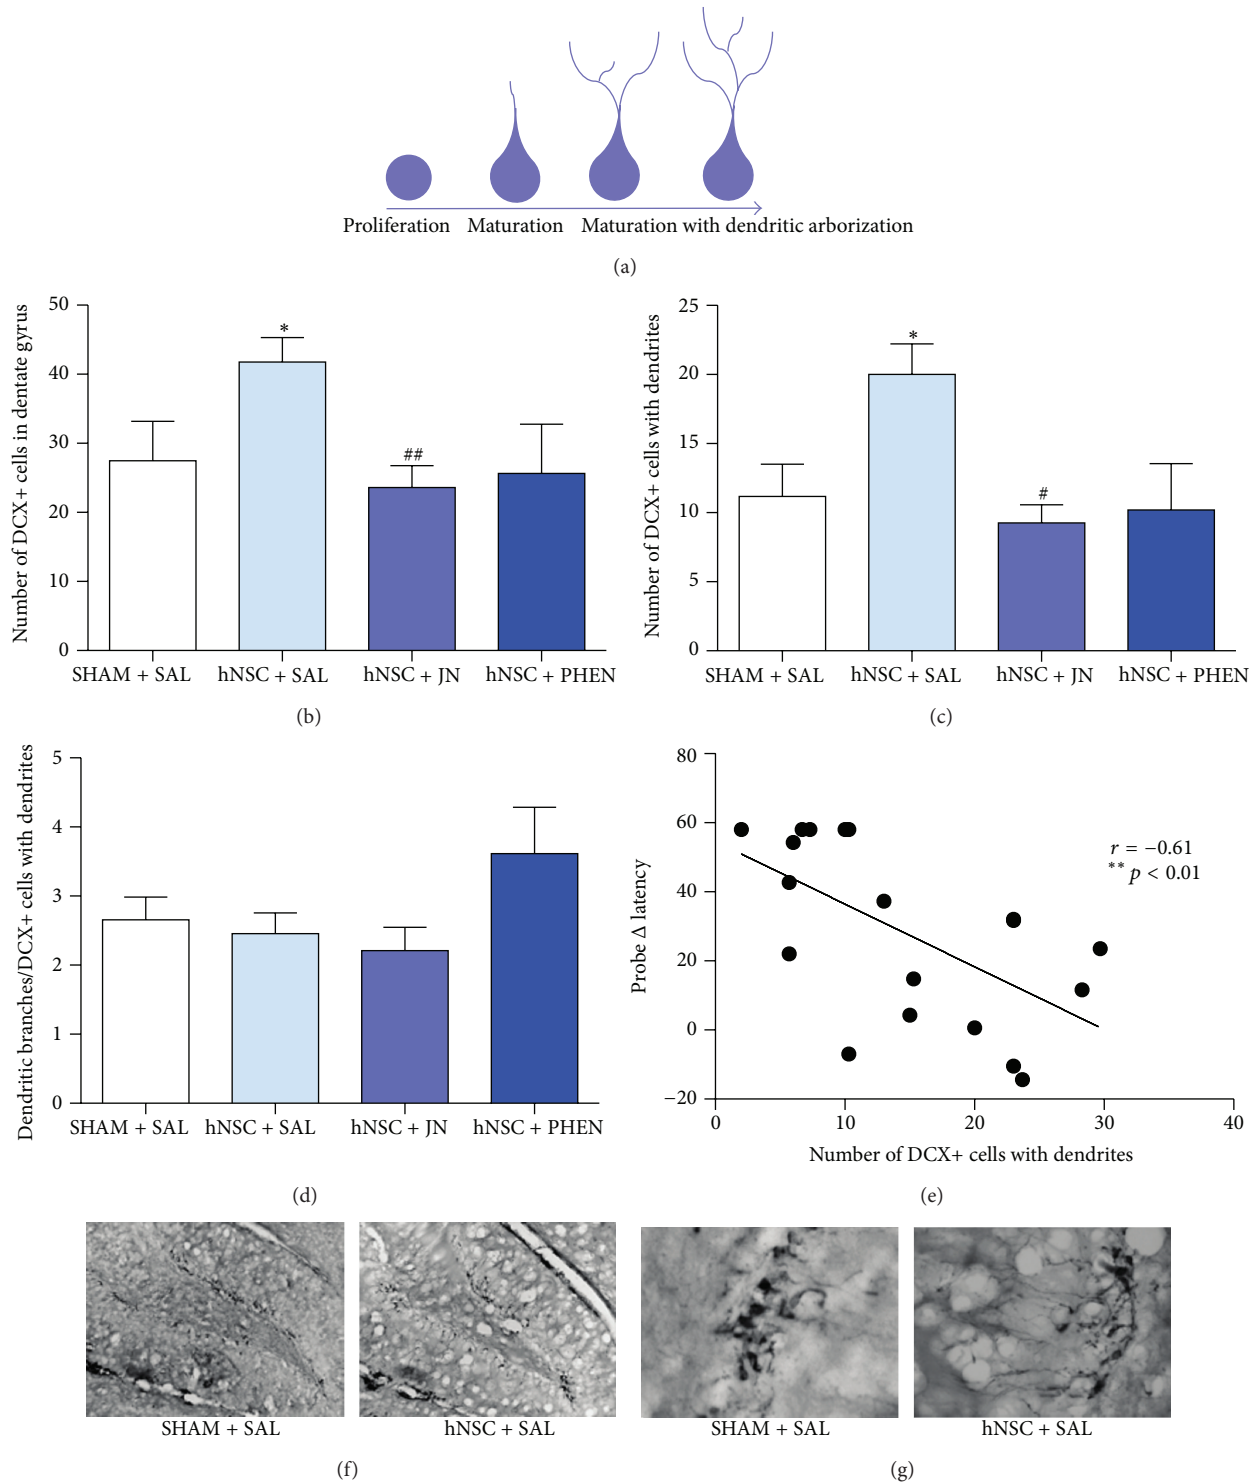 Proliferation Maturation Maturation with dendritic arborization
(a)
Number of DCX+ cells in dentate gyrus
50
40
30
20
10
0
*
##
SHAM + SAL hNSC + SAL hNSC + JN hNSC + PHEN
(b)
Number of DCX+ cells with dendrites
25
20
15
10
5
0
*
#
SHAM + SAL hNSC + SAL hNSC + JN hNSC + PHEN
(c)
Dendritic branches/DCX+ cells with dendrites
5
4
3
2
1
0
SHAM + SAL hNSC + SAL hNSC + JN hNSC + PHEN
(d)
Probe Δ latency
80
60
40
20
0
−20
r = −0.61
** p < 0.01
0 10 20 30 40
Number of DCX+ cells with dendrites
(e)
SHAM + SAL hNSC + SAL
(f)
SHAM + SAL hNSC + SAL
(g)